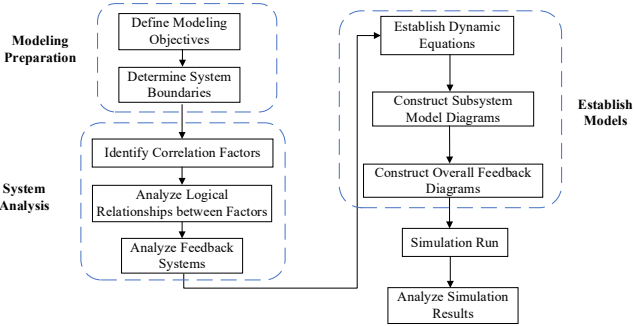 Modeling
Preparation
Define Modeling
Objectives
Determine System
Boundaries
System
Analysis
Identify Correlation Factors
Analyze Logical
Relationships between Factors
Analyze Feedback
Systems
Establish Dynamic
Equations
Construct Subsystem
Model Diagrams
Construct Overall Feedback
Diagrams
Establish
Models
Simulation Run
Analyze Simulation
Results